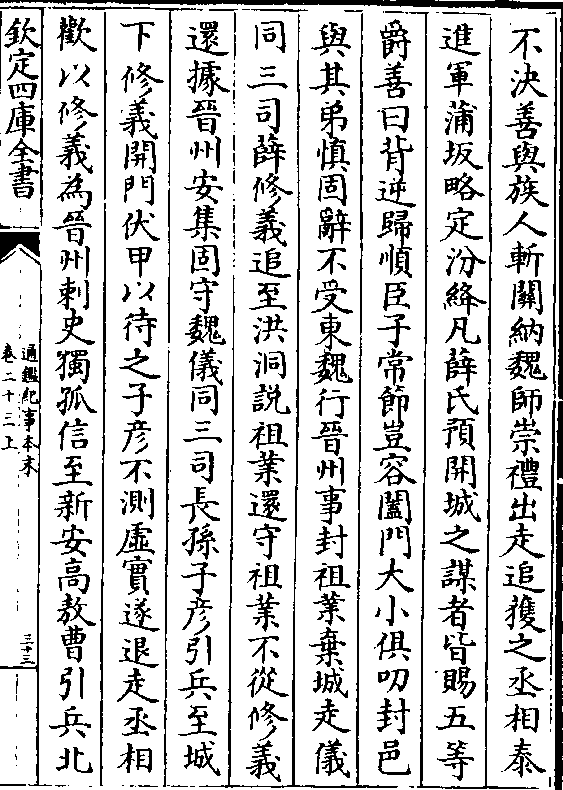 不決善與族人斬關納魏師崇禮出走追獲之丞相泰
進軍蒲坂略定汾絳凡薛氏預開城之謀者皆賜五等
爵善曰背逆歸順臣子常節豈容闔門大小俱叨封邑
與其弟慎固辭不受東魏行晉州事封祖業棄城走儀
同三司薛修義追至洪洞説祖業還守祖業不從修義
還據晉州安集固守魏儀同三司長孫子彦引兵至城
下修義開門伏甲以待之子彦不測虛實遂退走丞相
歡以修義為晉州刺史獨孤信至新安高敖曹引兵北
欽定四庫全書
通鑑紀事本末
卷二十三上
三十三